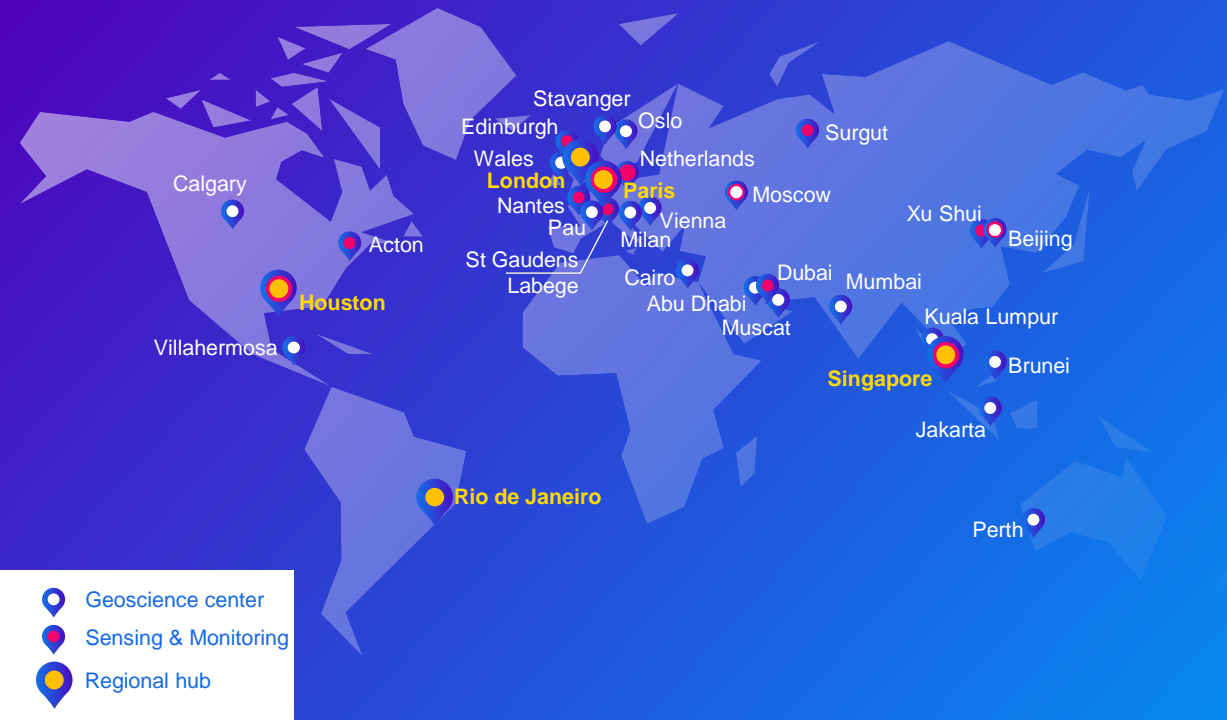 Stavanger
Edinburgh
Oslo
Surgut
Wales
Netherlands
London
Paris
Calgary
Moscow
Nantes
Xu Shui
Pau
Vienna
Acton
Milan
Beijing
St Gaudens
Labege
Cairo
Dubai
Mumbai
Houston
Abu Dhabi
Muscat
Kuala Lumpur
Villahermosa
Brunei
Singapore
Jakarta
Rio de Janeiro
Perth
Geoscience center
Sensing & Monitoring
Regional hub